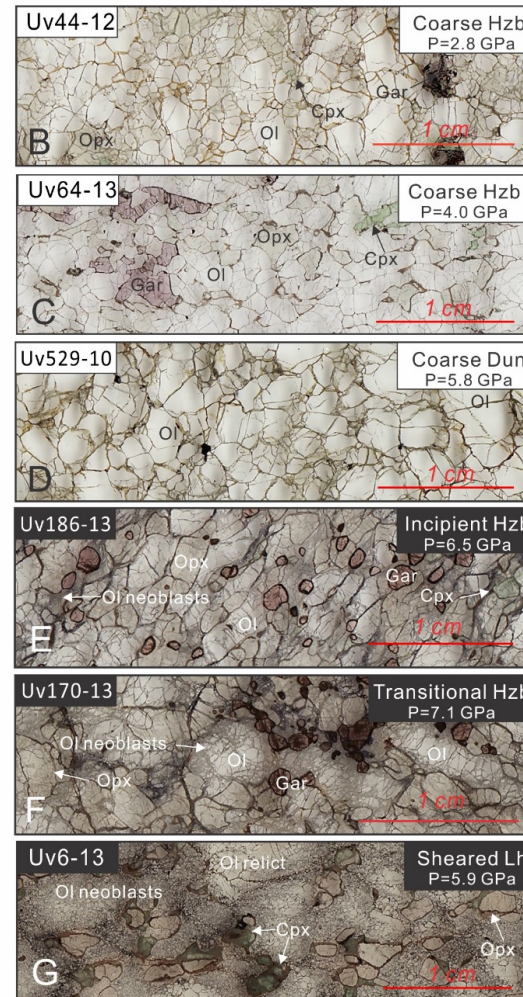 Uv44-12
Coarse Hzb
P=2.8 GPa
Cpx
Gar
Opx
Ol
B
1 cm
Uv64-13
Coarse Hzb
P=4.0 GPa
Opx
Cpx
Gar
Ol
C
1 cm
Uv529-10
Coarse Dun
P=5.8 GPa
Ol
Ol
D
1 cm
Uv186-13
Incipient Hzb
P=6.5 GPa
Opx
Gar
Cpx
Ol neoblasts
Ol
E
1 cm
Uv170-13
Transitional Hzb
P=7.1 GPa
Ol neoblasts
Ol
Ol
Opx
Gar
F
1 cm
Uv6-13
Sheared Lh
P=5.9 GPa
Ol relict
Ol neoblasts
Cpx
Opx
G
1 cm